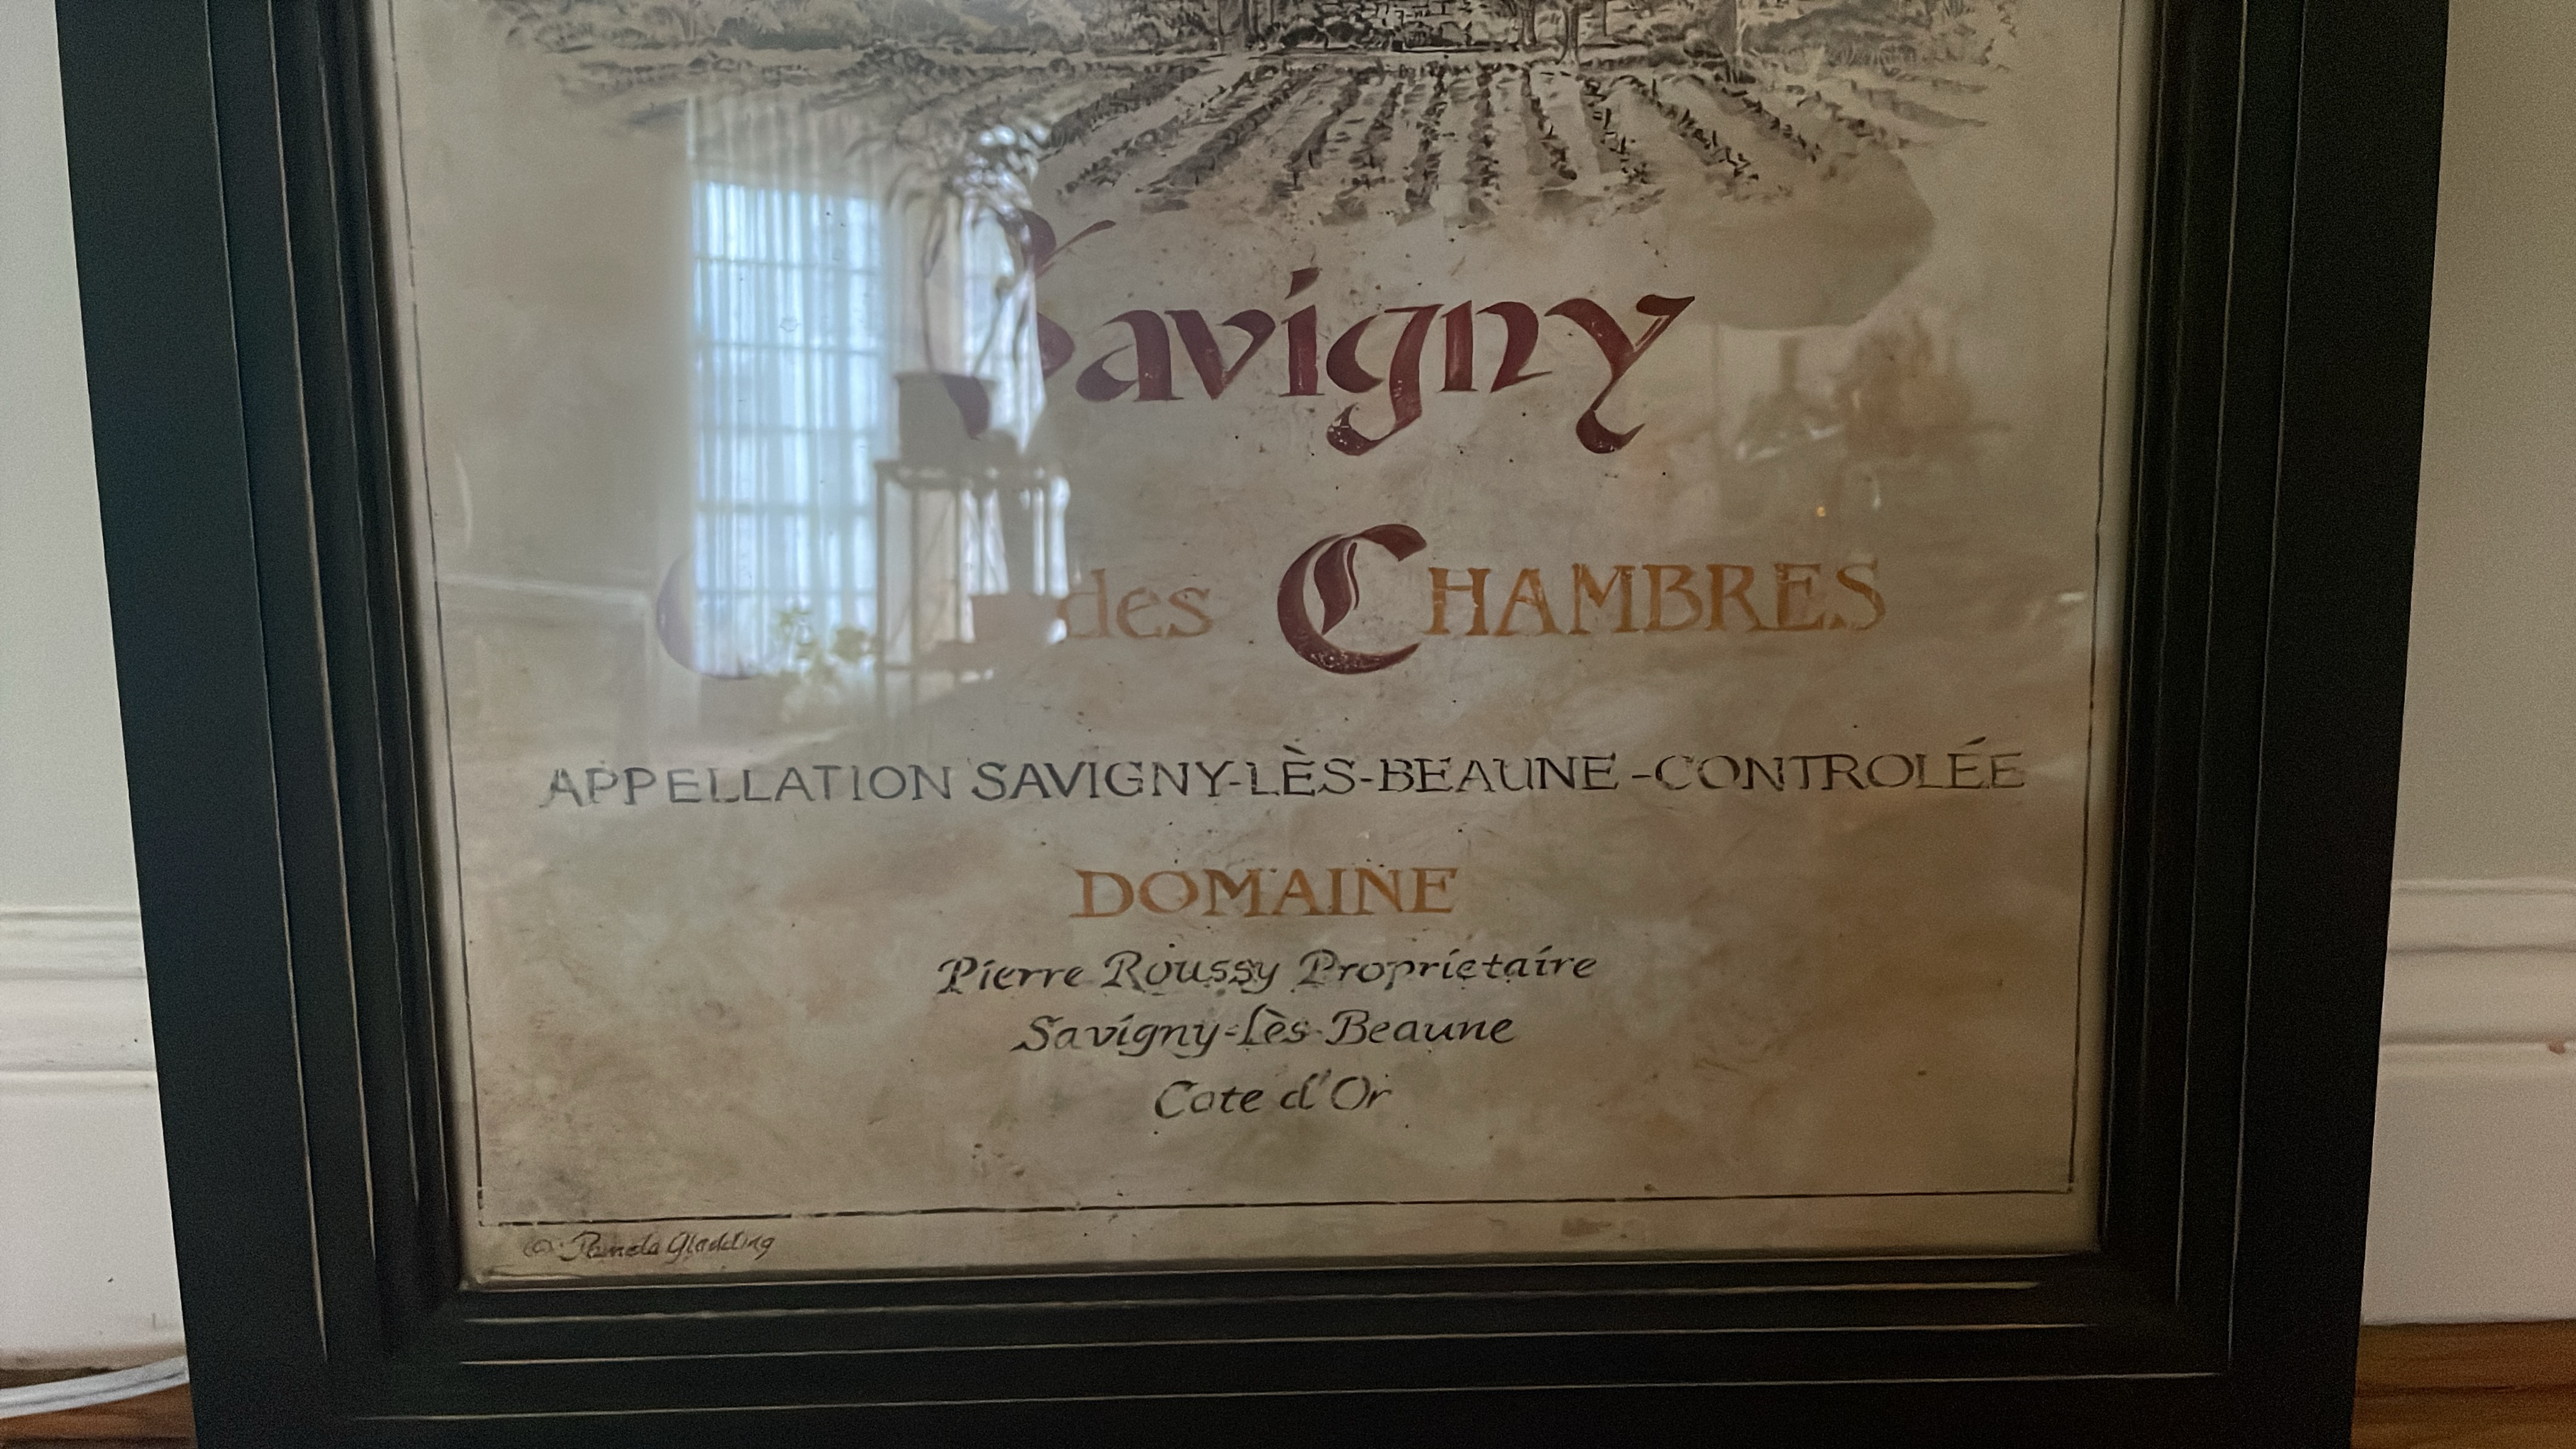 Savigny
des CHAMBRES
APPELLATION SAVIGNY-LÈS-BEAUNE-CONTROLÉE
DOMAINE
Pierre Roussy Proprietaire
Savigny-lès-Beaune
Cote d'Or
© Pamela Gladding